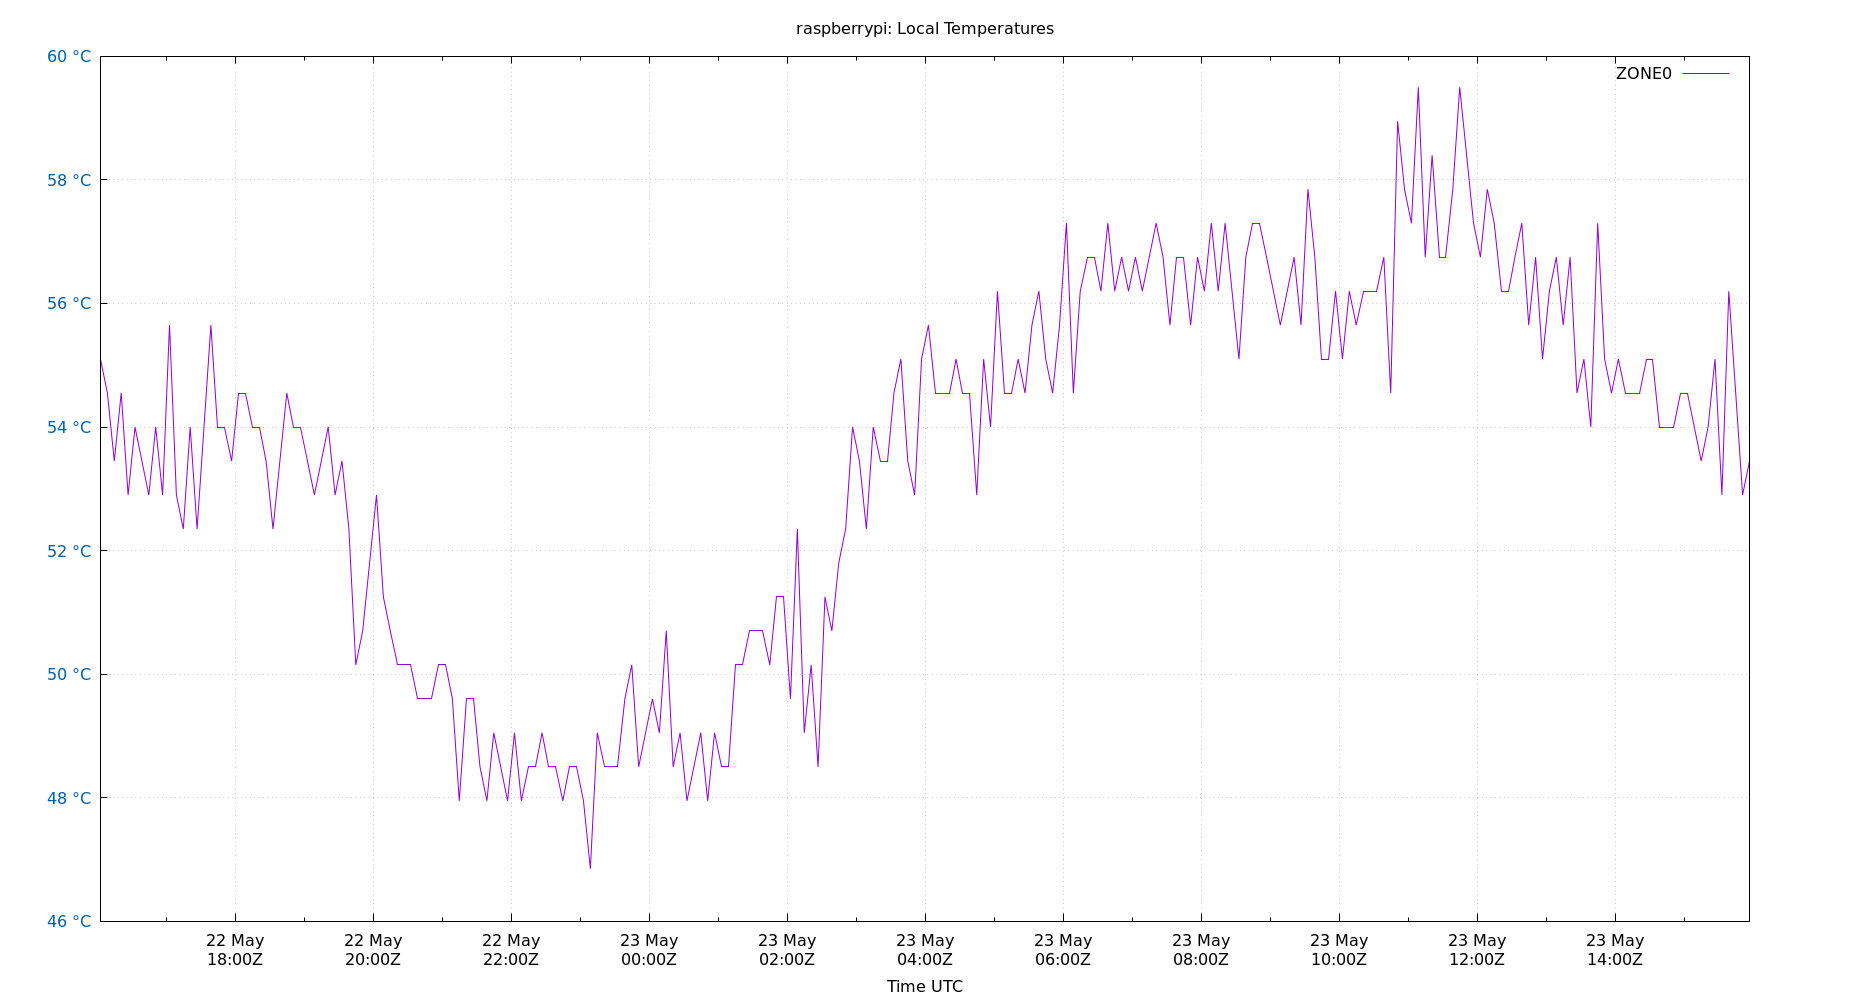 raspberrypi: Local Temperatures
60 °C
ZONE0
58 °C
56 °C
54 °C
52 °C
50 °C
48 °C
46 °C
22 May 22 May 22 May 23 May 23 May 23 May 23 May 23 May 23 May 23 May 23 May
18:00Z 20:00Z 22:00Z 00:00Z 02:00Z 04:00Z 06:00Z 08:00Z 10:00Z 12:00Z 14:00Z
Time UTC